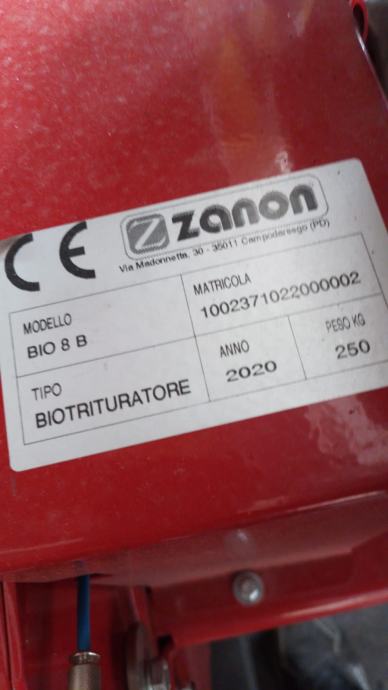 CE
Z zanon
Via Madonnetta, 30 - 35011 Campodarsego (PD)
MODELLO
BIO 8 B
MATRICOLA
1002371022000002
TIPO
BIOTRITURATORE
ANNO
2020
PESO KG
250